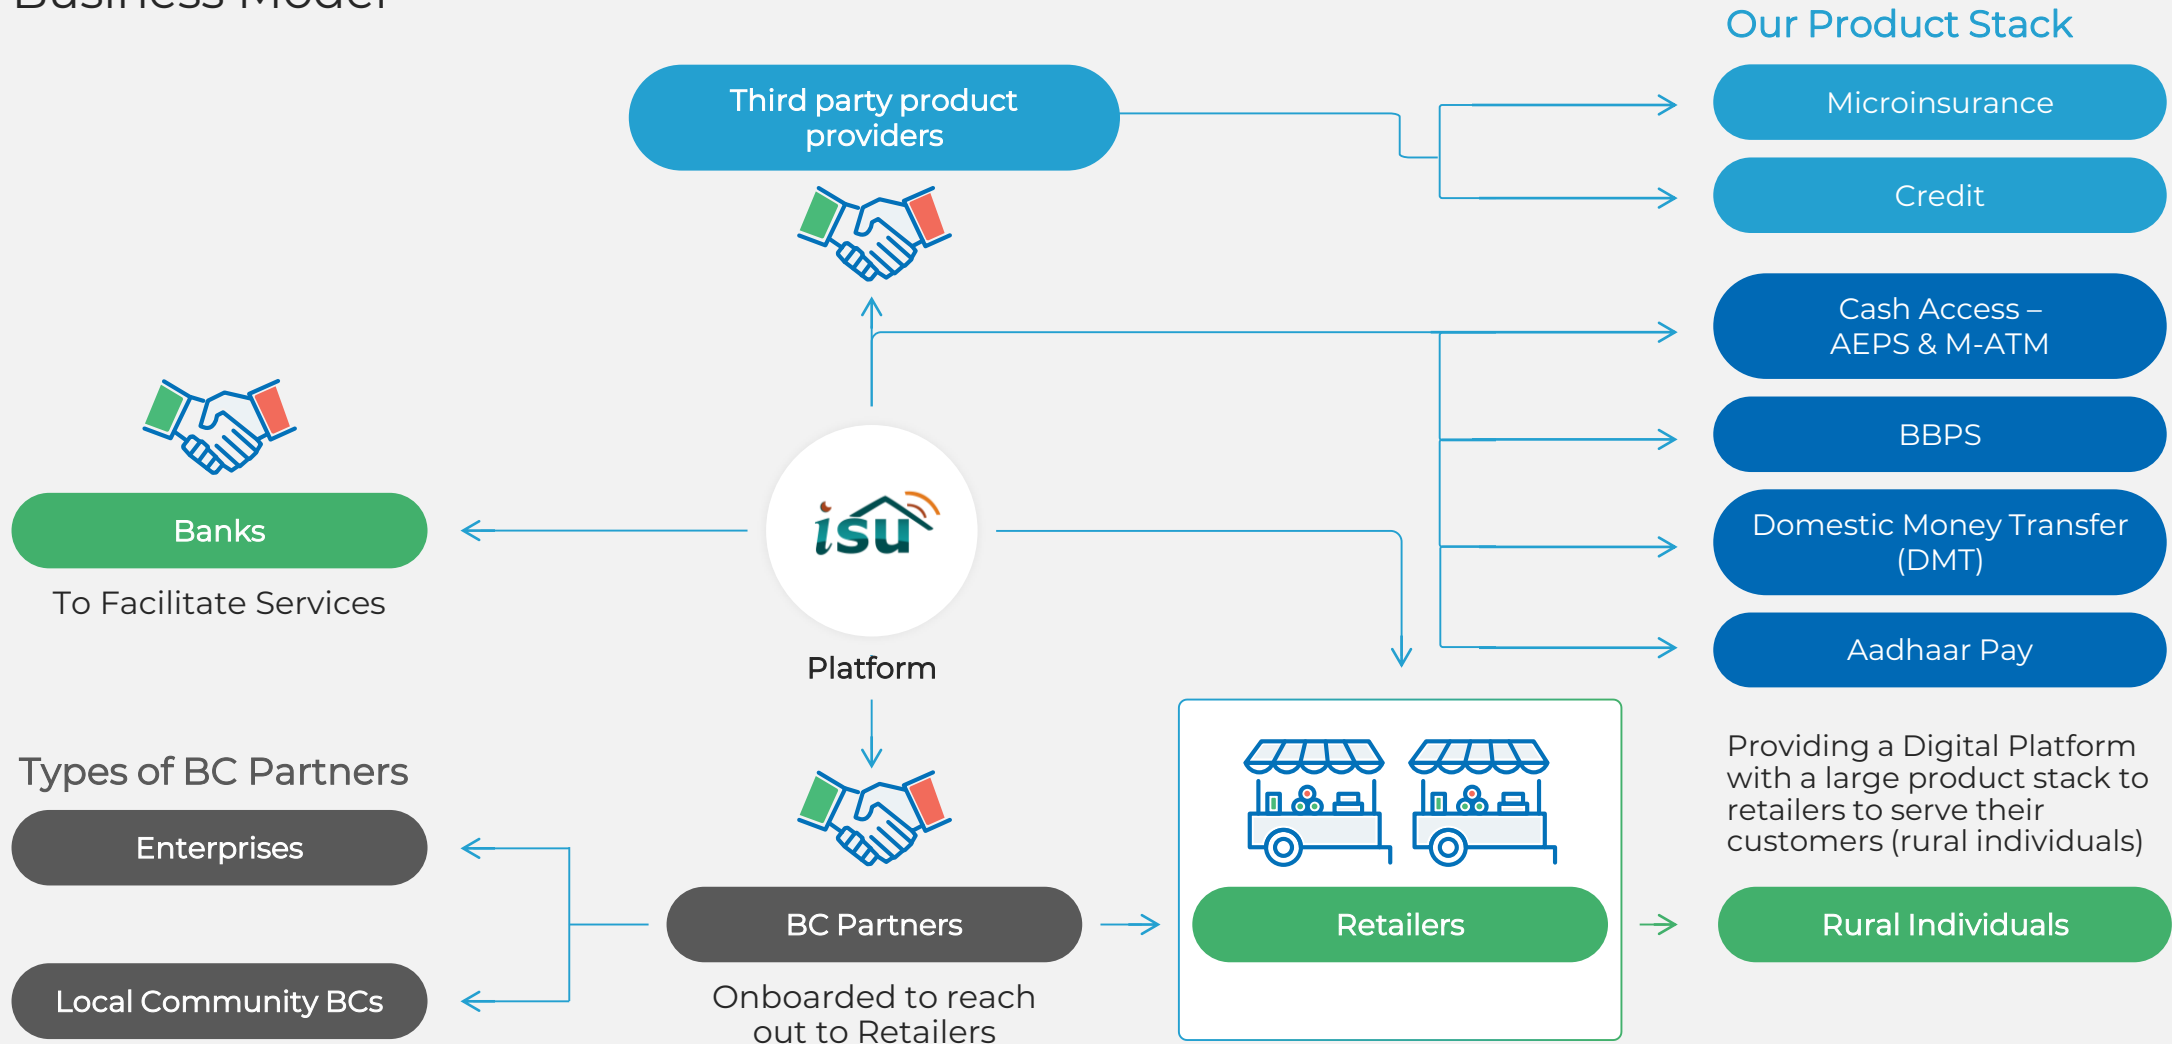 Business Model
Our Product Stack
Third party product
providers
Microinsurance
Credit
Cash Access –
AEPS & M-ATM
BBPS
Domestic Money Transfer
(DMT)
Aadhaar Pay
Banks
To Facilitate Services
isu
Platform
Types of BC Partners
Enterprises
Local Community BCs
BC Partners
Onboarded to reach
out to Retailers
Retailers
Providing a Digital Platform
with a large product stack to
retailers to serve their
customers (rural individuals)
Rural Individuals